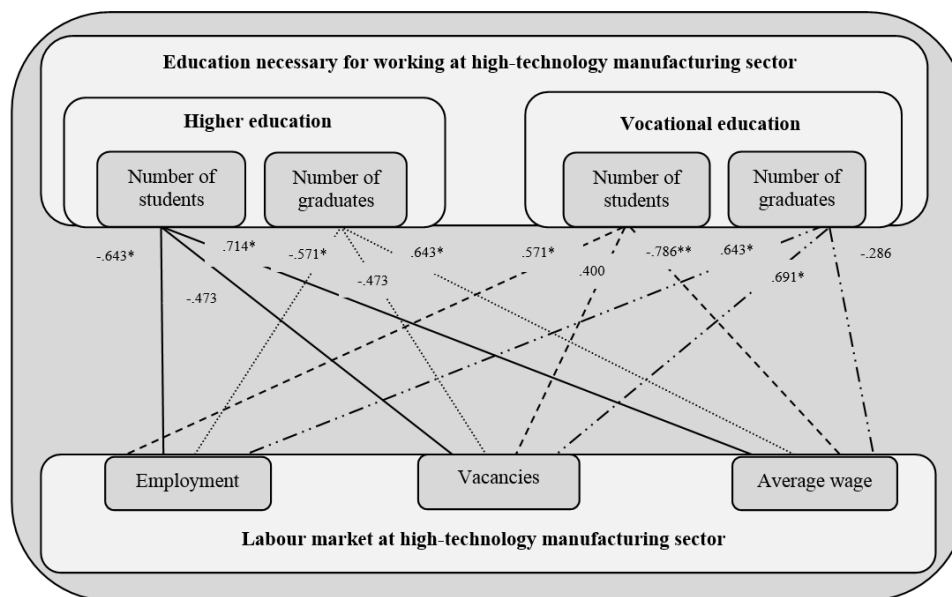 Education necessary for working at high-technology manufacturing sector
Higher education
Vocational education
Number of
students
Number of
graduates
Number of
students
Number of
graduates
-.643*
.714*
-.571*
.643*
.571*
-.786**
.643*
-.286
-.473
-.473
.400
.691*
Employment
Vacancies
Average wage
Labour market at high-technology manufacturing sector